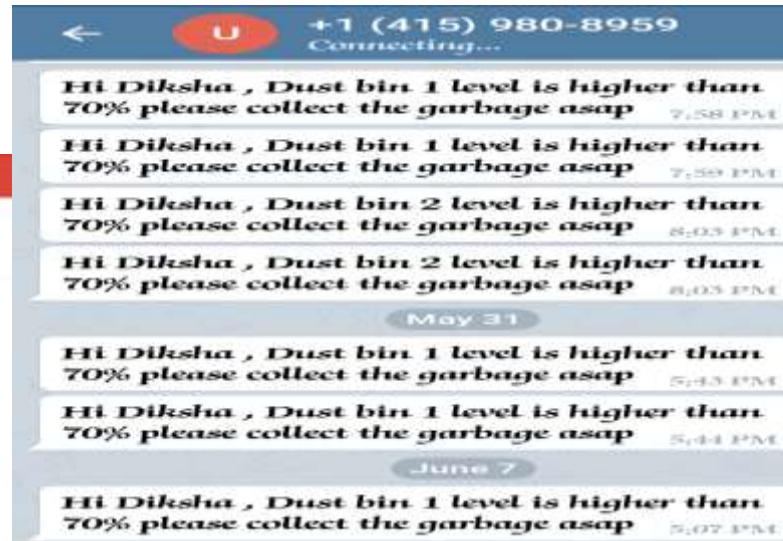 U
+1 (415) 980-8959
Connecting...
Hi Diksha , Dust bin 1 level is higher than
70% please collect the garbage asap 7:58 PM
Hi Diksha , Dust bin 1 level is higher than
70% please collect the garbage asap 7:59 PM
Hi Diksha , Dust bin 2 level is higher than
70% please collect the garbage asap 8:03 PM
Hi Diksha , Dust bin 2 level is higher than
70% please collect the garbage asap 8:03 PM
May 31
Hi Diksha , Dust bin 1 level is higher than
70% please collect the garbage asap 5:43 PM
Hi Diksha , Dust bin 1 level is higher than
70% please collect the garbage asap 5:44 PM
June 7
Hi Diksha , Dust bin 1 level is higher than
70% please collect the garbage asap 5:07 PM